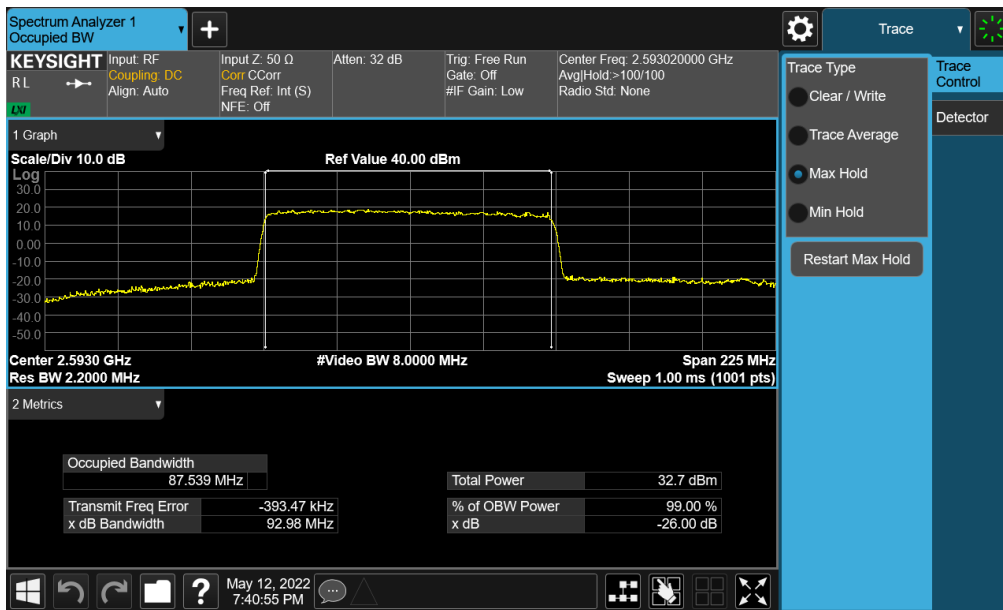 Spectrum Analyzer 1
Occupied BW
Trace
KEYSIGHT
R L
LXI
Input: RF
Coupling: DC
Align: Auto
Input Z: 50 Ω
Corr CCorr
Freq Ref: Int (S)
NFE: Off
Atten: 32 dB
Trig: Free Run
Gate: Off
#IF Gain: Low
Center Freq: 2.593020000 GHz
Avg|Hold:>100/100
Radio Std: None
1 Graph
Scale/Div 10.0 dB
Ref Value 40.00 dBm
Log
30.0
20.0
10.0
0.00
-10.0
-20.0
-30.0
-40.0
-50.0
Center 2.5930 GHz
#Video BW 8.0000 MHz
Span 225 MHz
Res BW 2.2000 MHz
Sweep 1.00 ms (1001 pts)
2 Metrics
Occupied Bandwidth
87.539 MHz
Total Power 32.7 dBm
Transmit Freq Error -393.47 kHz
% of OBW Power 99.00 %
x dB Bandwidth 92.98 MHz
x dB -26.00 dB
Trace Type
Clear / Write
Trace Average
Max Hold
Min Hold
Restart Max Hold
Trace
Control
Detector
?
May 12, 2022
7:40:55 PM